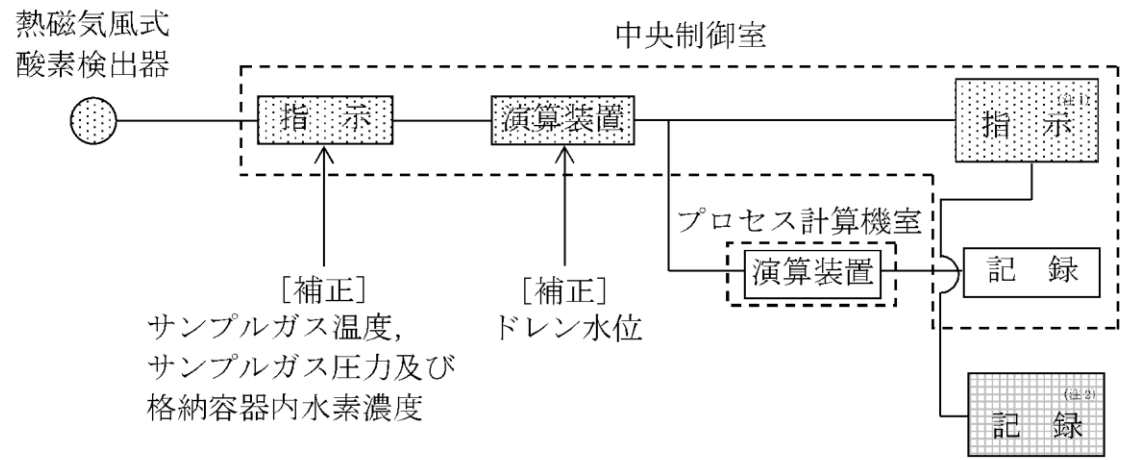 熱磁気風式
酸素検出器
中央制御室
指 示
演算装置
(注1)
指 示
プロセス計算機室
演算装置
記 録
[補正]
サンプルガス温度,
サンプルガス圧力及び
格納容器内水素濃度
[補正]
ドレン水位
(注2)
記 録